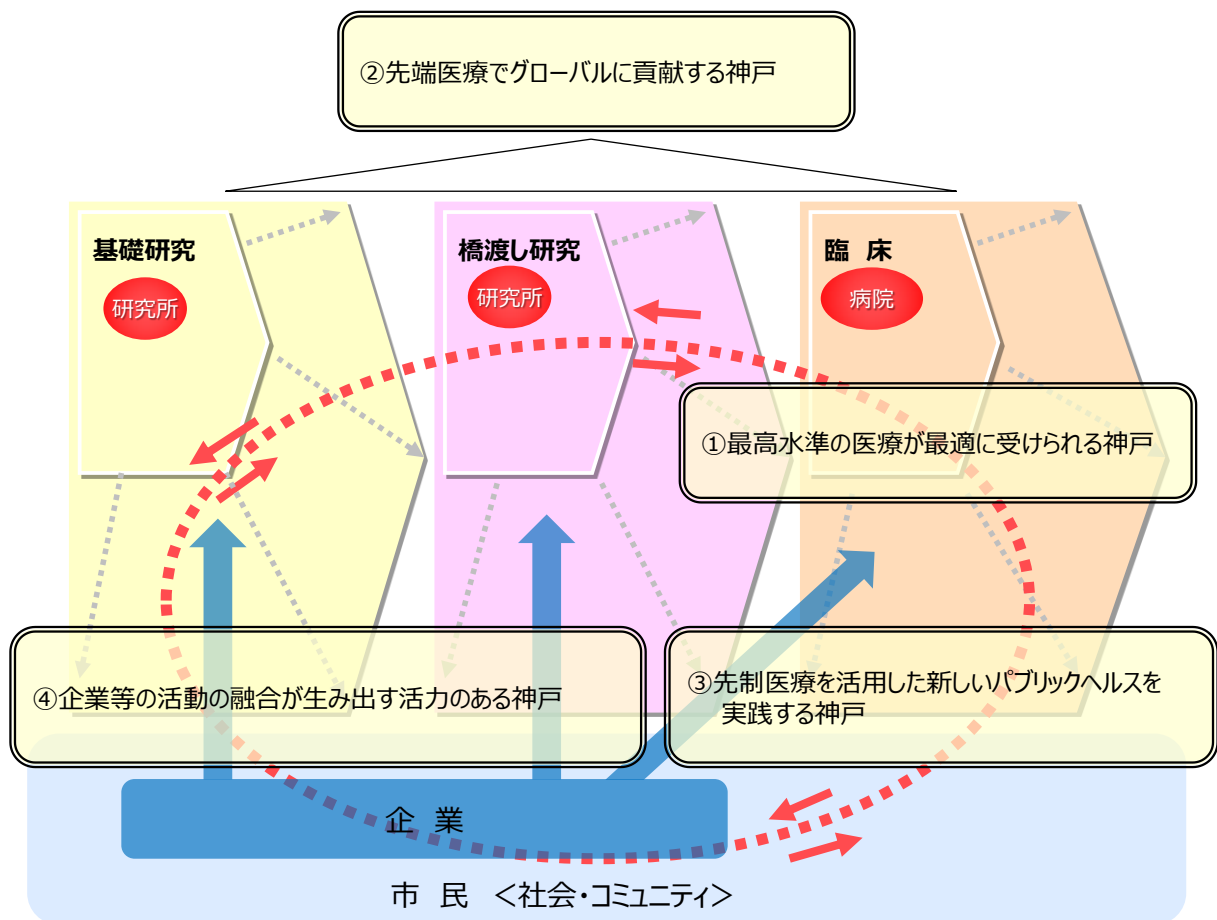 ②先端医療でグローバルに貢献する神戸
基礎研究
研究所
橋渡し研究
研究所
臨 床
病院
①最高水準の医療が最適に受けられる神戸
④企業等の活動の融合が生み出す活力のある神戸
③先制医療を活用した新しいパブリックヘルスを
実践する神戸
企 業
市 民 <社会・コミュニティ>